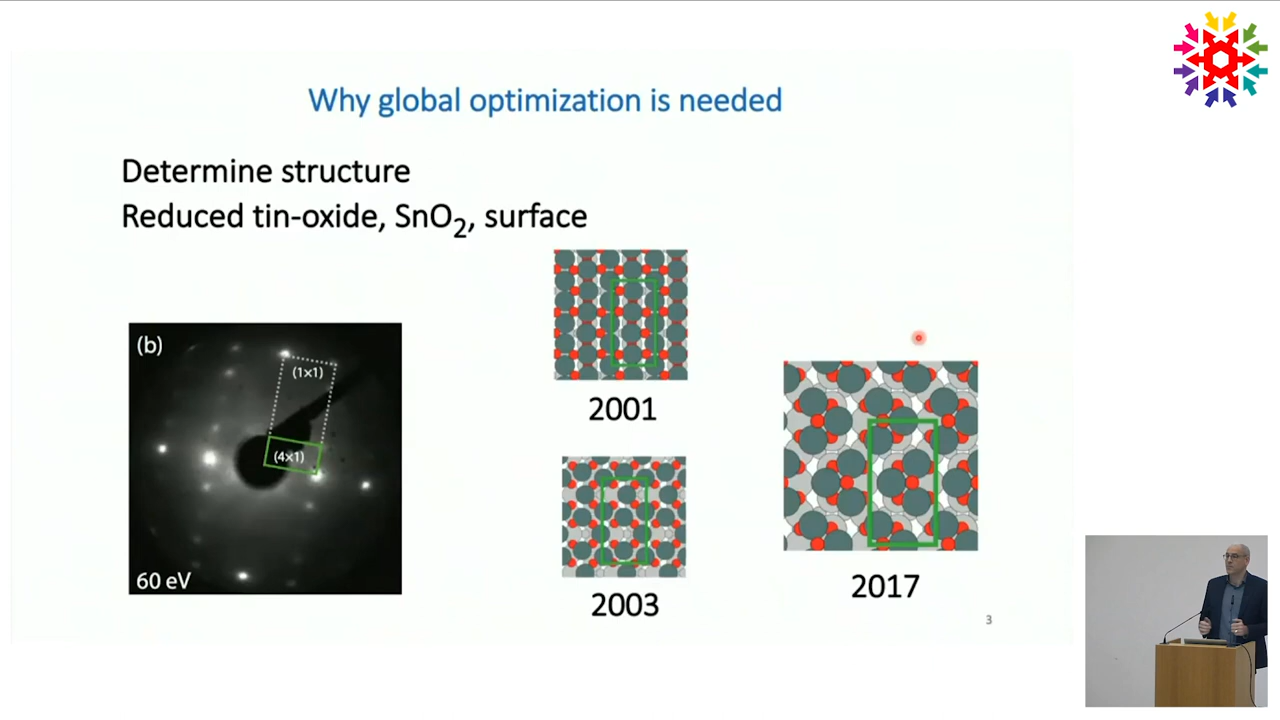 Why global optimization is needed
Determine structure
Reduced tin-oxide, SnO2, surface
(b)
(1×1)
(4×1)
60 eV
2001
2003
2017
3